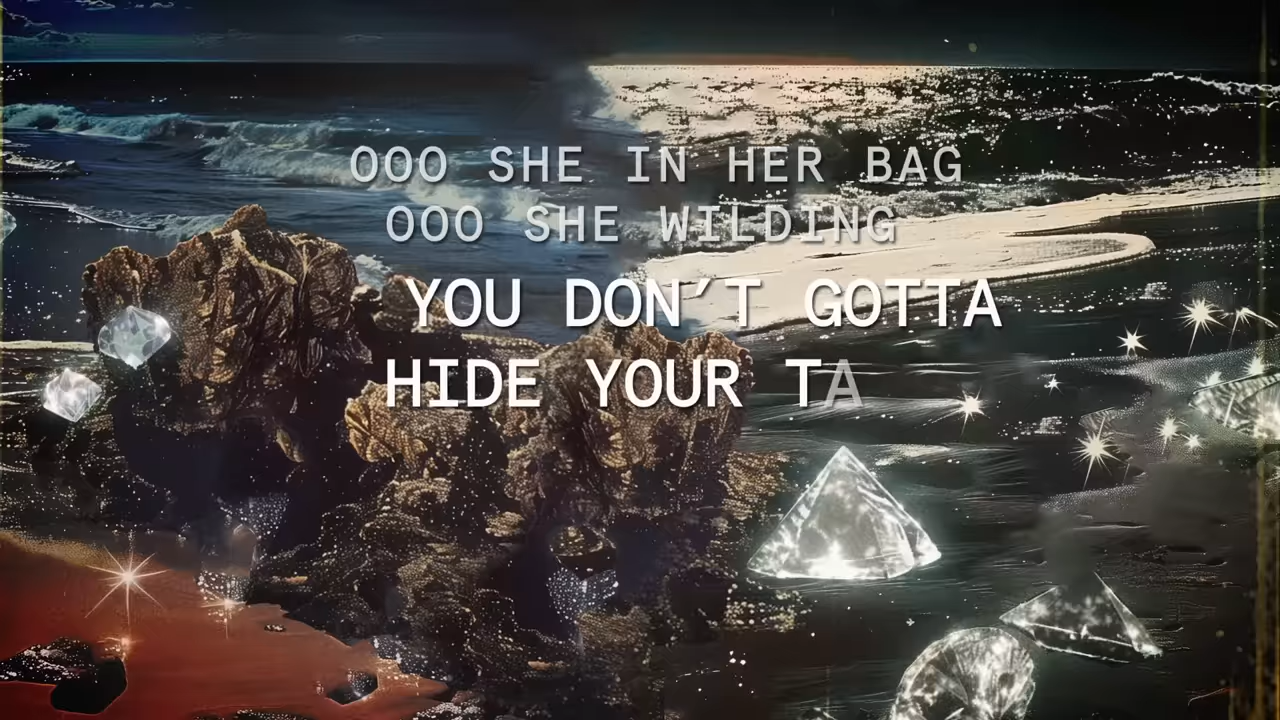 OOO SHE IN HER BAG
OOO SHE WILDING
YOU DON'T GOTTA
HIDE YOUR TA